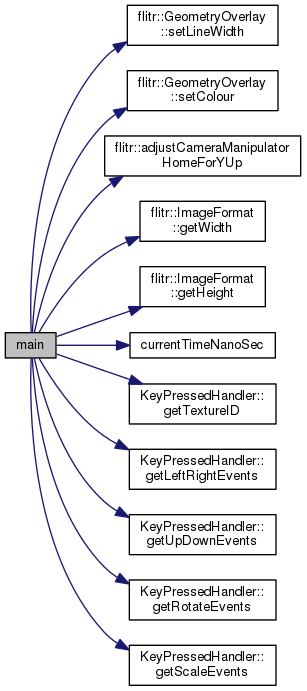 flitr::GeometryOverlay
::setLineWidth
flitr::GeometryOverlay
::setColour
flitr::adjustCameraManipulator
HomeForYUp
flitr::ImageFormat
::getWidth
flitr::ImageFormat
::getHeight
main
currentTimeNanoSec
KeyPressedHandler::
getTextureID
KeyPressedHandler::
getLeftRightEvents
KeyPressedHandler::
getUpDownEvents
KeyPressedHandler::
getRotateEvents
KeyPressedHandler::
getScaleEvents